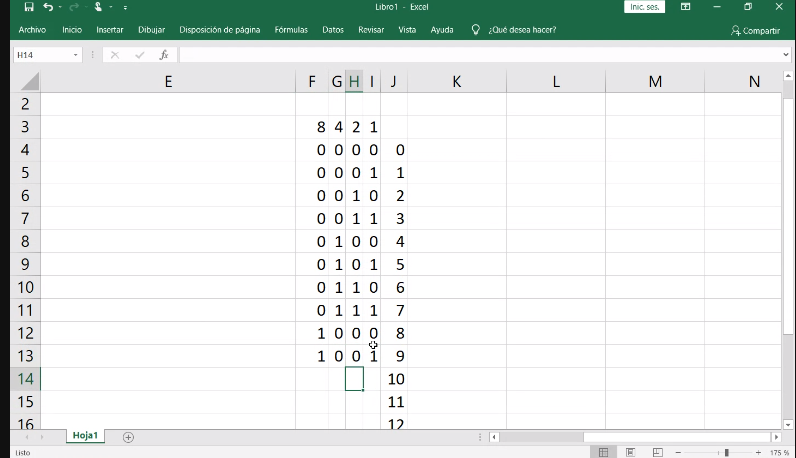 Libro1 - Excel
Inic. ses.
Archivo Inicio Insertar Dibujar Disposición de página Fórmulas Datos Revisar Vista Ayuda ¿Qué desea hacer? Compartir
H14 fx
E F G H I J K L M N
2
3 8 4 2 1
4 0 0 0 0 0
5 0 0 0 1 1
6 0 0 1 0 2
7 0 0 1 1 3
8 0 1 0 0 4
9 0 1 0 1 5
10 0 1 1 0 6
11 0 1 1 1 7
12 1 0 0 0 8
13 1 0 0 1 9
14 10
15 11
16 12
Hoja1
Listo 175 %